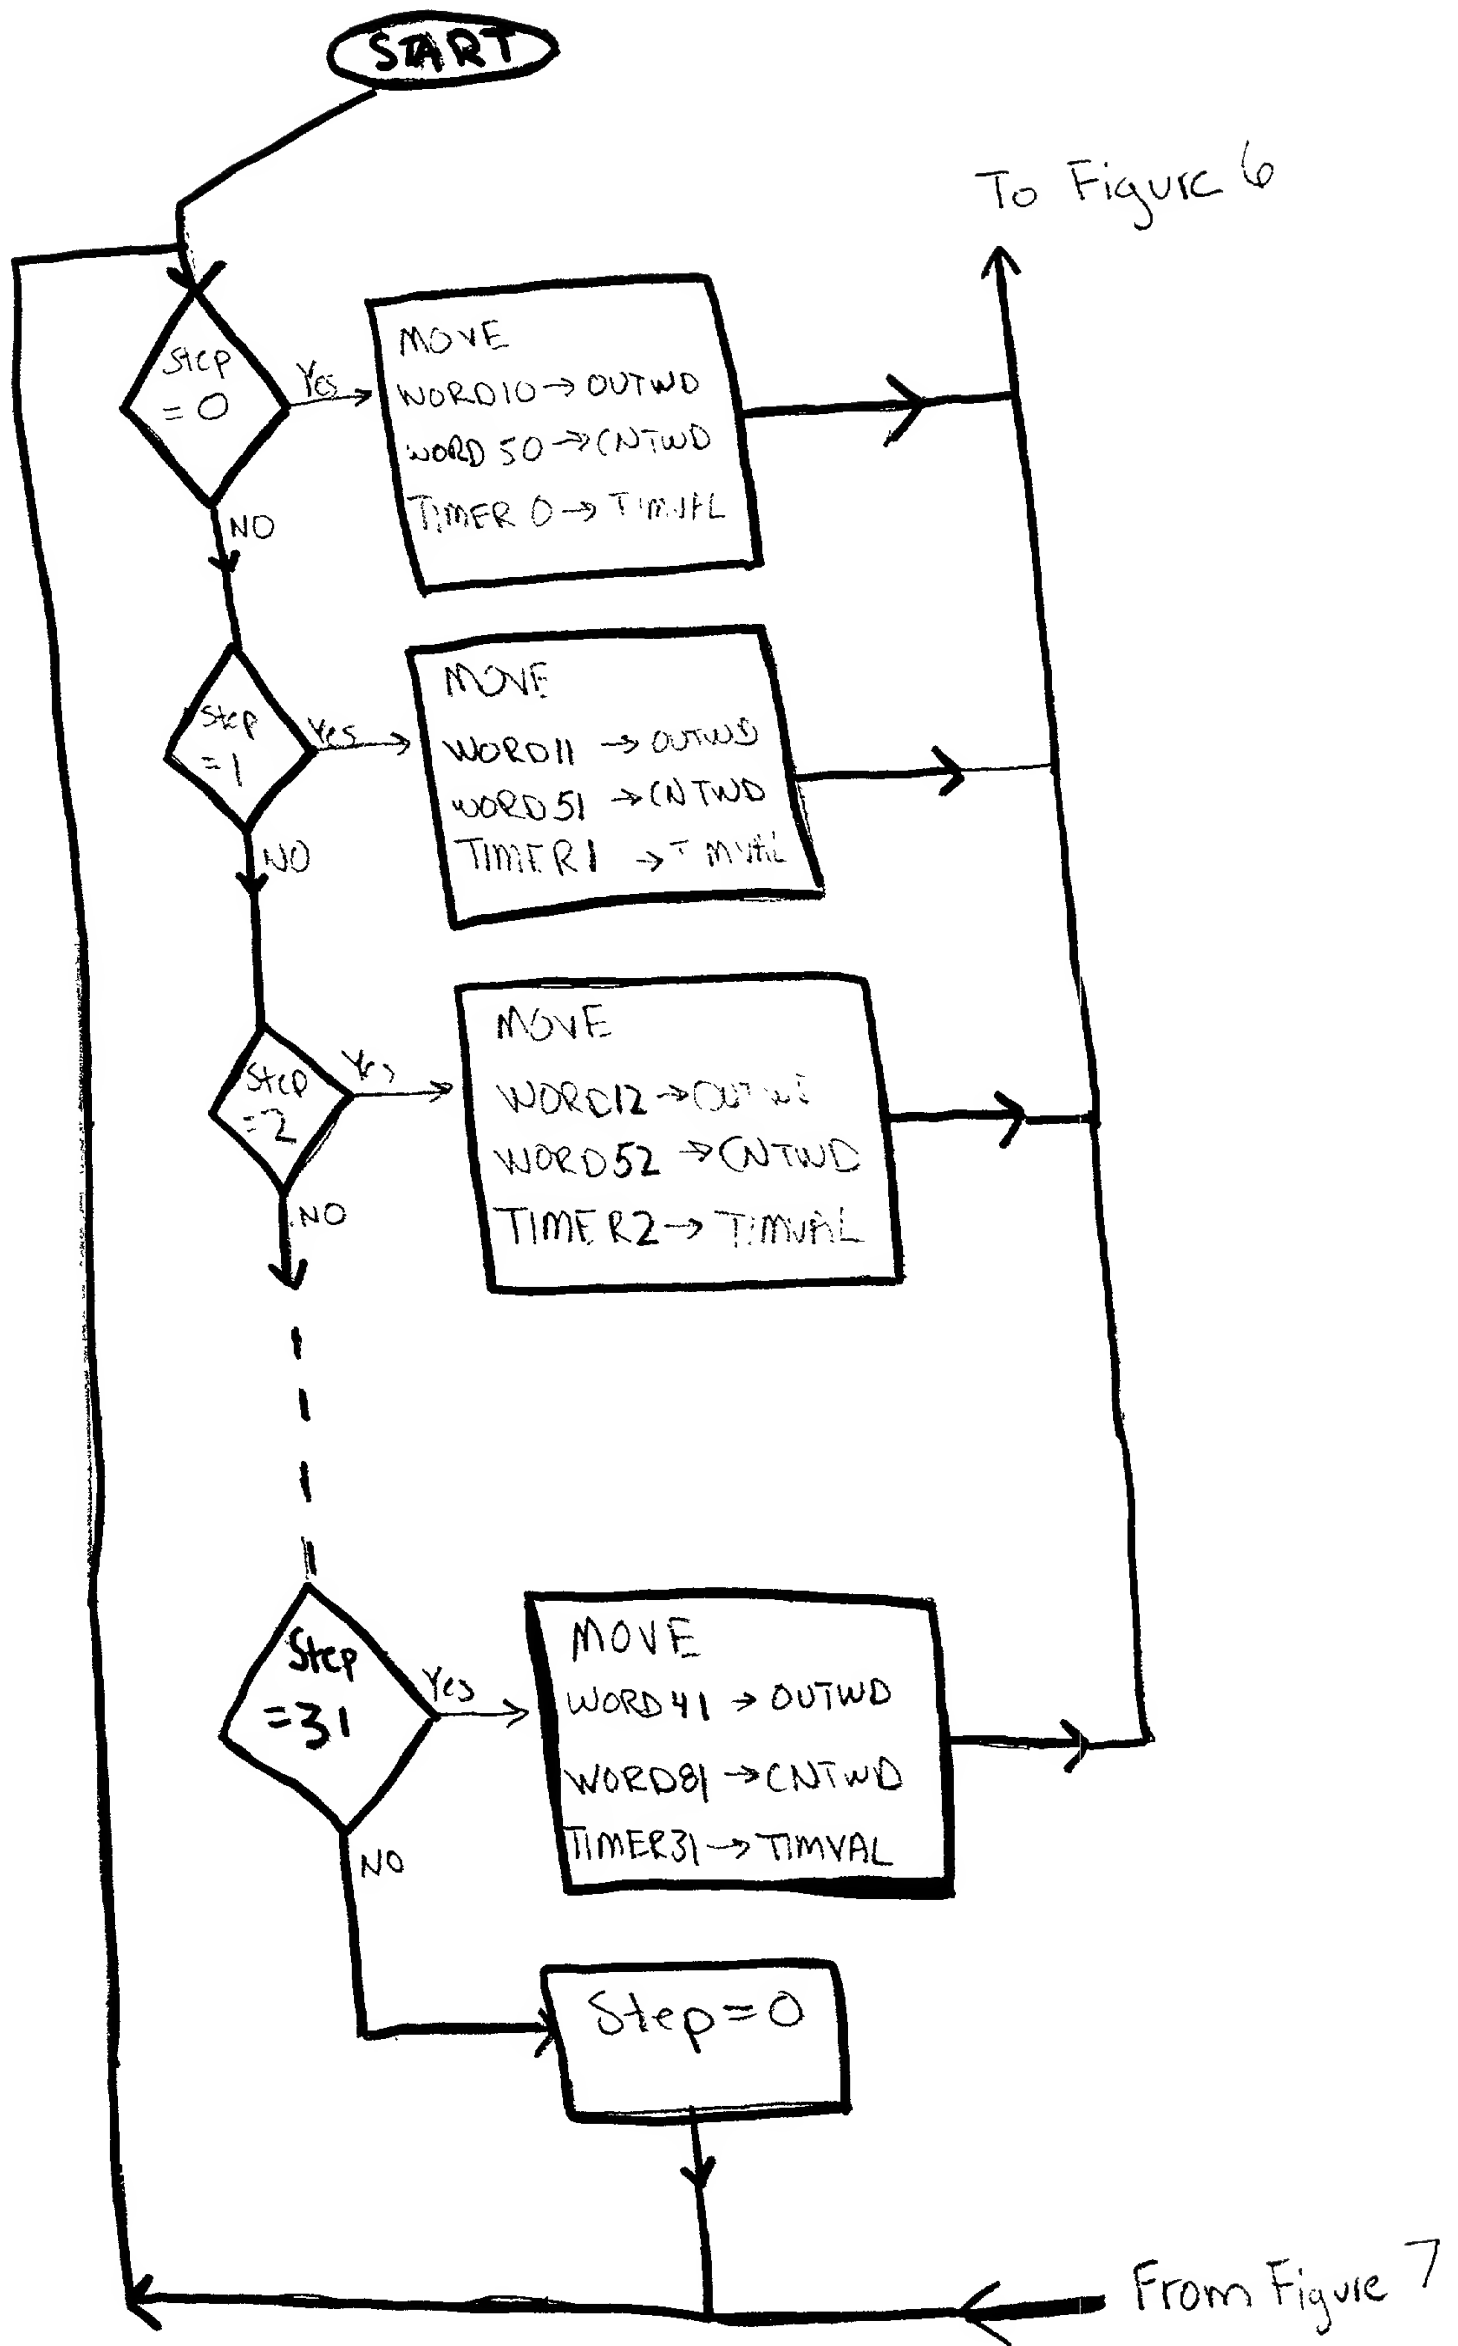 START
To Figure 6
Step
= 0
Yes
MOVE
WORD10 → OUTWD
WORD 50 → CNTWD
TIMER 0 → TIMVAL
NO
Step
= 1
Yes
MOVE
WORD11 → OUTWD
WORD51 → CNTWD
TIMER1 → TIMVAL
NO
Step
=2
Yes
MOVE
WORD12 → OUTWD
WORD52 → CNTWD
TIMER2 → TIMVAL
NO
Step
=31
Yes
MOVE
WORD41 → OUTWD
WORD81 → CNTWD
TIMER31 → TIMVAL
NO
Step = 0
From Figure 7